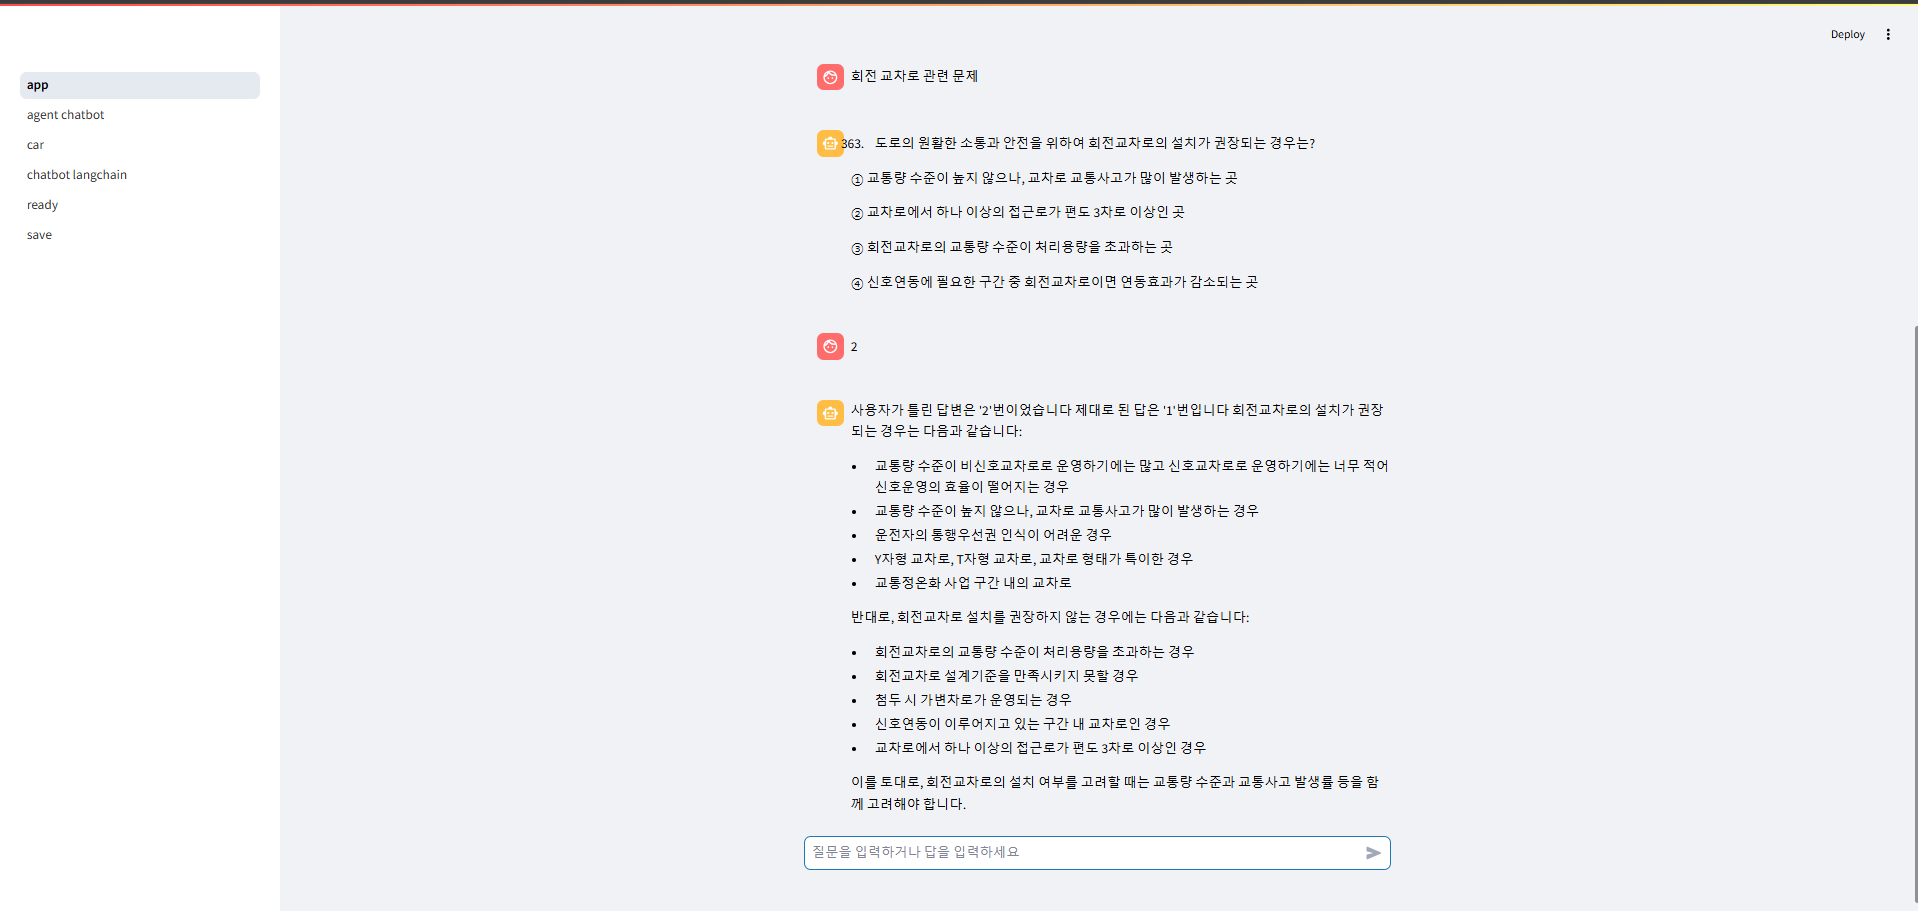 Deploy
app
agent chatbot
car
chatbot langchain
ready
save
회전 교차로 관련 문제
363. 도로의 원활한 소통과 안전을 위하여 회전교차로의 설치가 권장되는 경우는?
① 교통량 수준이 높지 않으나, 교차로 교통사고가 많이 발생하는 곳
② 교차로에서 하나 이상의 접근로가 편도 3차로 이상인 곳
③ 회전교차로의 교통량 수준이 처리용량을 초과하는 곳
④ 신호연동에 필요한 구간 중 회전교차로이면 연동효과가 감소되는 곳
2
사용자가 틀린 답변은 '2'번이었습니다 제대로 된 답은 '1'번입니다 회전교차로의 설치가 권장
되는 경우는 다음과 같습니다:
• 교통량 수준이 비신호교차로로 운영하기에는 많고 신호교차로로 운영하기에는 너무 적어
신호운영의 효율이 떨어지는 경우
• 교통량 수준이 높지 않으나, 교차로 교통사고가 많이 발생하는 경우
• 운전자의 통행우선권 인식이 어려운 경우
• Y자형 교차로, T자형 교차로, 교차로 형태가 특이한 경우
• 교통정온화 사업 구간 내의 교차로
반대로, 회전교차로 설치를 권장하지 않는 경우에는 다음과 같습니다:
• 회전교차로의 교통량 수준이 처리용량을 초과하는 경우
• 회전교차로 설계기준을 만족시키지 못할 경우
• 첨두 시 가변차로가 운영되는 경우
• 신호연동이 이루어지고 있는 구간 내 교차로인 경우
• 교차로에서 하나 이상의 접근로가 편도 3차로 이상인 경우
이를 토대로, 회전교차로의 설치 여부를 고려할 때는 교통량 수준과 교통사고 발생률 등을 함
께 고려해야 합니다.
질문을 입력하거나 답을 입력하세요